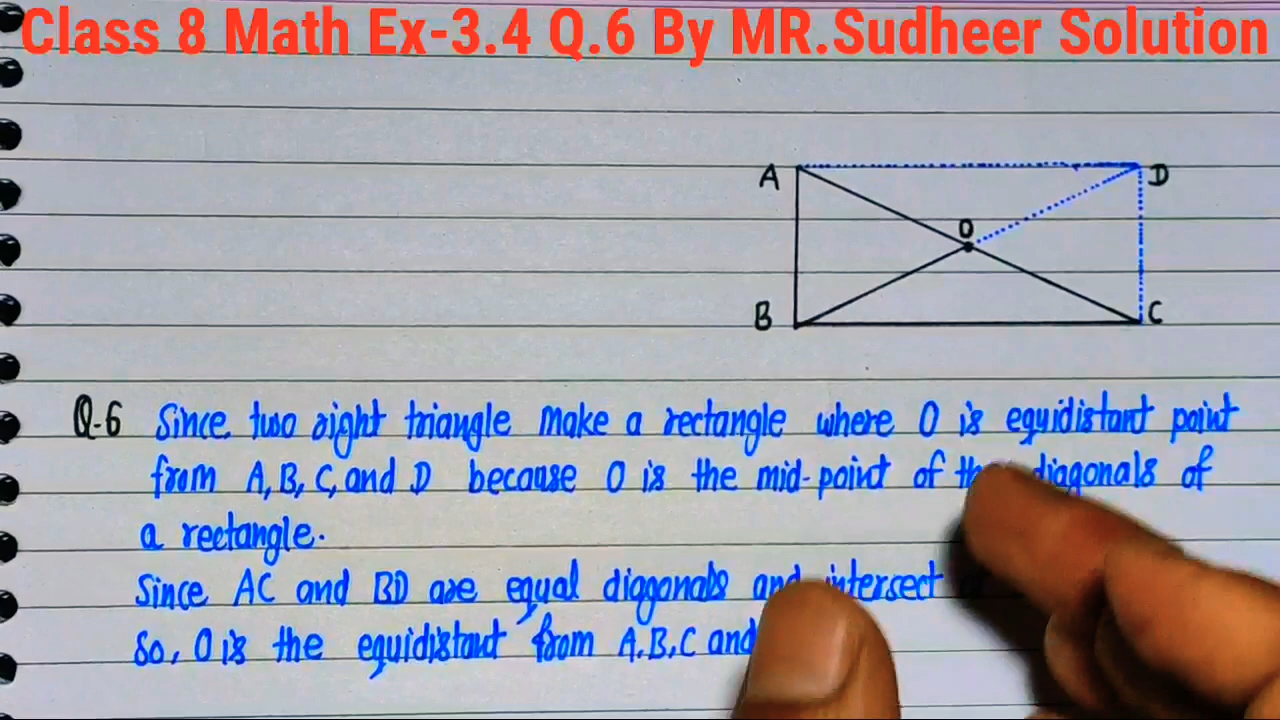 Class 8 Math Ex-3.4 Q.6 By MR.Sudheer Solution
A
D
O
B
C
Q.6 Since two right triangle make a rectangle where O is equidistant point
from A, B, C, and D because O is the mid-point of diagonals of
a rectangle.
Since AC and BD are equal diagonals and intersect
So, O is the equidistant from A, B, C and